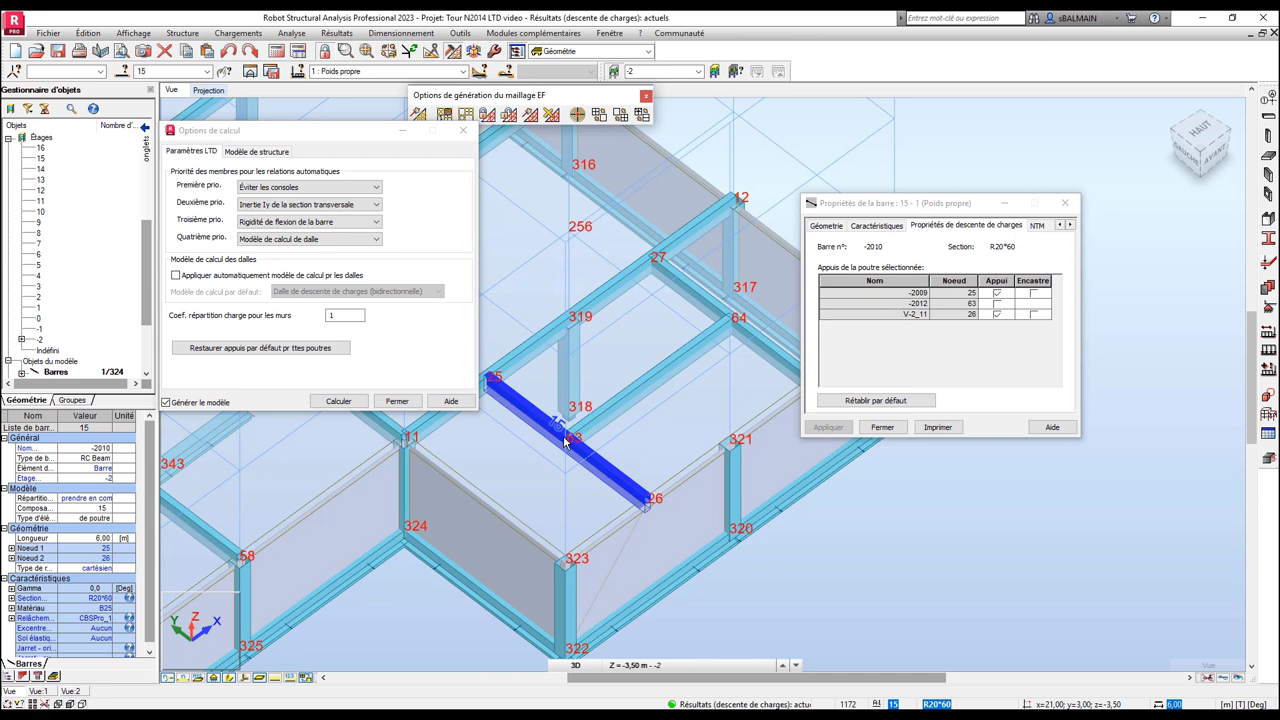 Robot Structural Analysis Professional 2023 - Projet: Tour N2014 LTD video - Résultats (descente de charges): actuels
Entrez mot-clé ou expression
sBALMAIN
PRO
Fichier Édition Affichage Structure Chargements Analyse Résultats Dimensionnement Outils Modules complémentaires Fenêtre ? Communauté
Géométrie
15
1 : Poids propre
-2
Gestionnaire d'objets
Vue
Projection
Options de génération du maillage EF
Objets
Nombre d'...
onglets
Étages
16
15
14
13
12
11
10
9
8
7
6
5
4
3
2
1
0
-1
-2
Indéfini
Objets du modèle
Barres 1/324
Géométrie
Groupes
Nom Valeur Unité
Liste de bar... 15
Général
Nom... -2010
Type de b... RC Beam
Élément d... Barre
Etage... -2
Modèle
Répartitio... prendre en com
Composa... 15
Type d'él... de poutre
Géométrie
Longueur 6,00 [m]
Noeud 1 25
Noeud 2 26
Type de r... cartésien
Caractéristiques
Gamma 0,0 [Deg]
Section... R20*60
Matériau B25
Relâchem... CBSPro_1
Excentre... Aucun
Sol élastiq... Aucun
Jarret - ori...
Barres
Options de calcul
Paramètres LTD
Modèle de structure
Priorité des membres pour les relations automatiques
Première prio. Éviter les consoles
Deuxième prio. Inertie Iy de la section transversale
Troisième prio. Rigidité de flexion de la barre
Quatrième prio. Modèle de calcul de dalle
Modèle de calcul des dalles
Appliquer automatiquement modèle de calcul pr les dalles
Modèle de calcul par défaut: Dalle de descente de charges (bidirectionnelle)
Coef. répartition charge pour les murs 1
Restaurer appuis par défaut pr ttes poutres
Générer le modèle
Calculer
Fermer
Aide
316
12
256
27
317
319
64
25
318
15
63
321
11
343
26
324
320
58
323
325
322
Propriétés de la barre: 15 - 1 (Poids propre)
Géométrie Caractéristiques Propriétés de descente de charges NTM
Barre n°: -2010 Section: R20*60
Appuis de la poutre sélectionnée:
Nom Noeud Appui Encastre
-2009 25
-2012 63
V-2_11 26
Rétablir par défaut
Appliquer Fermer Imprimer Aide
HAUT
GAUCHE
AVANT
Y Z X
3D
Z = -3,50 m - -2
Vue
Vue Vue:1 Vue:2
Résultats (descente de charges): actuels
1172
15
R20*60
x=21,00; y=3,00; z=-3,50
6,00
[m] [T] [Deg]